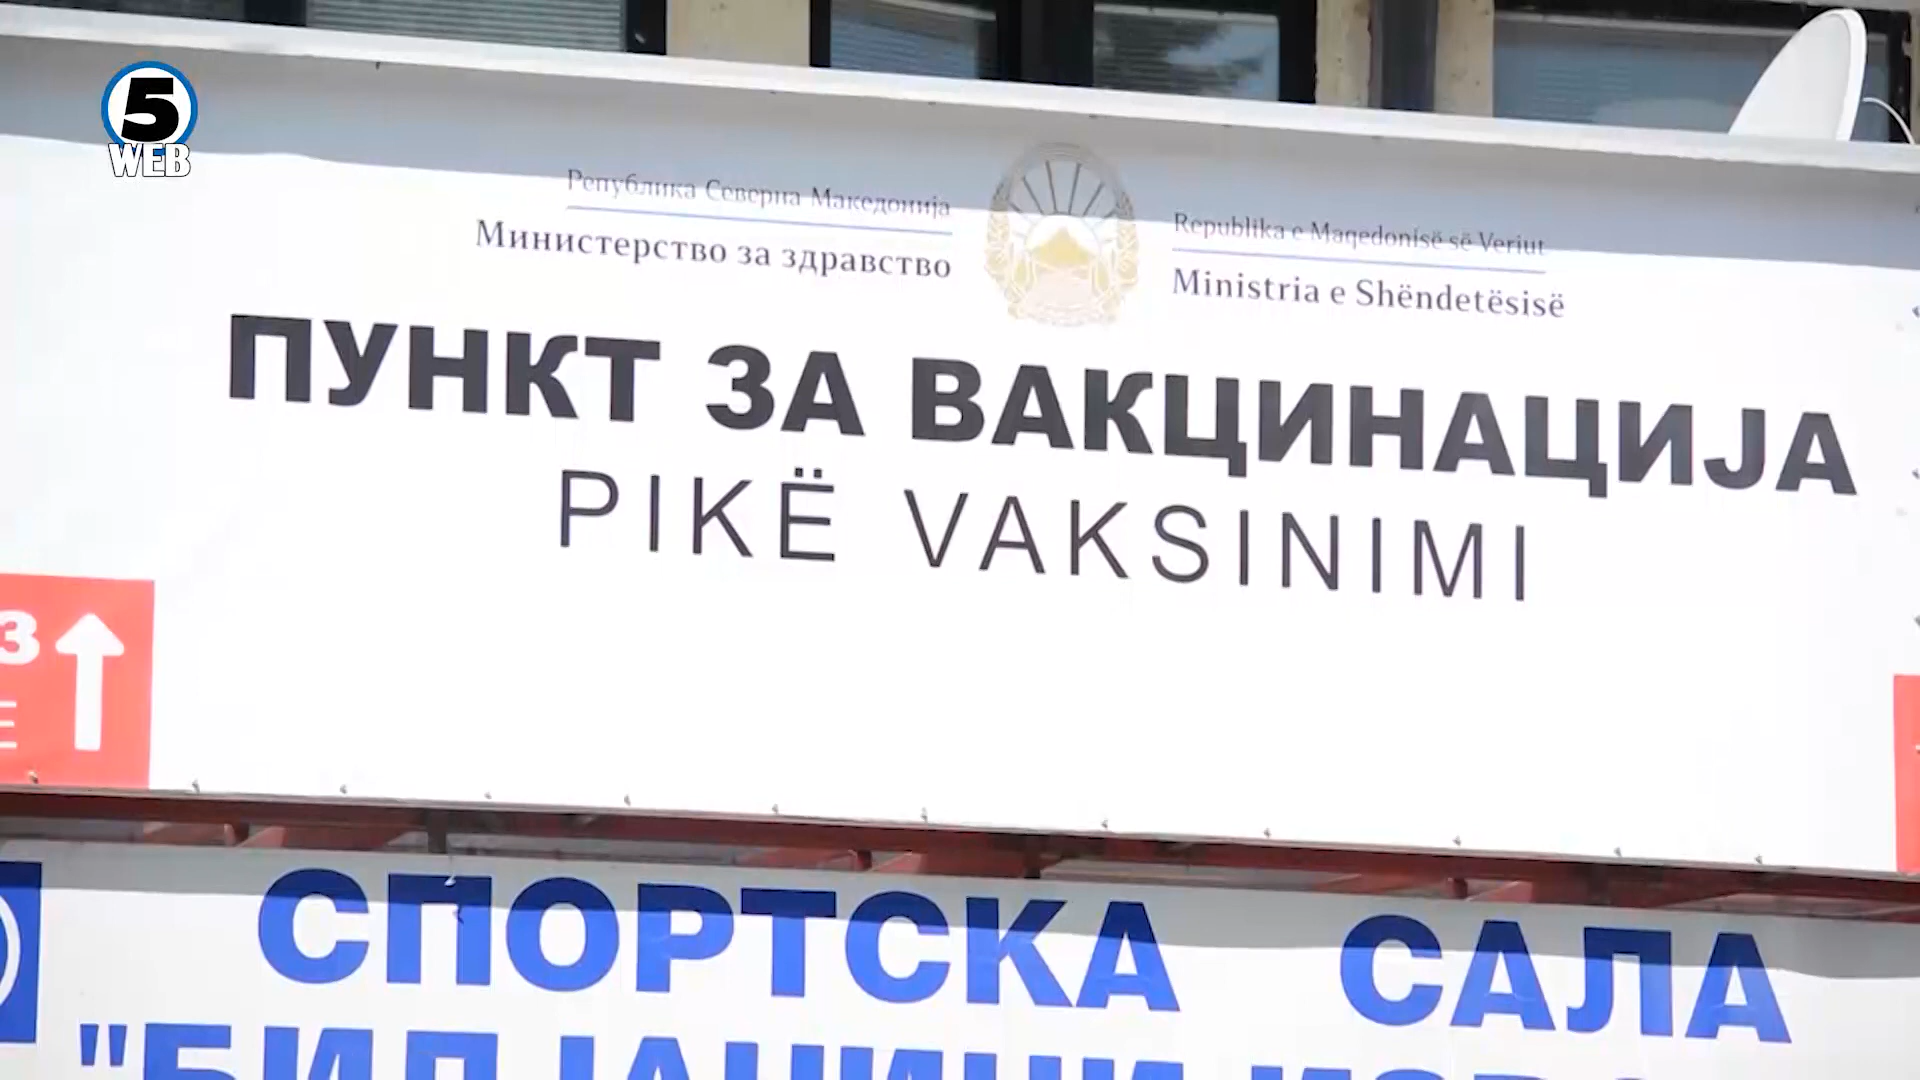 5
WEB
Република Северна Македонија
Министерство за здравство
Republika e Maqedonisë së Veriut
Ministria e Shëndetësisë
ПУНКТ ЗА ВАКЦИНАЦИЈА
PIKË VAKSINIMI
СПОРТСКА САЛА
"БИЛЈАНИНИ